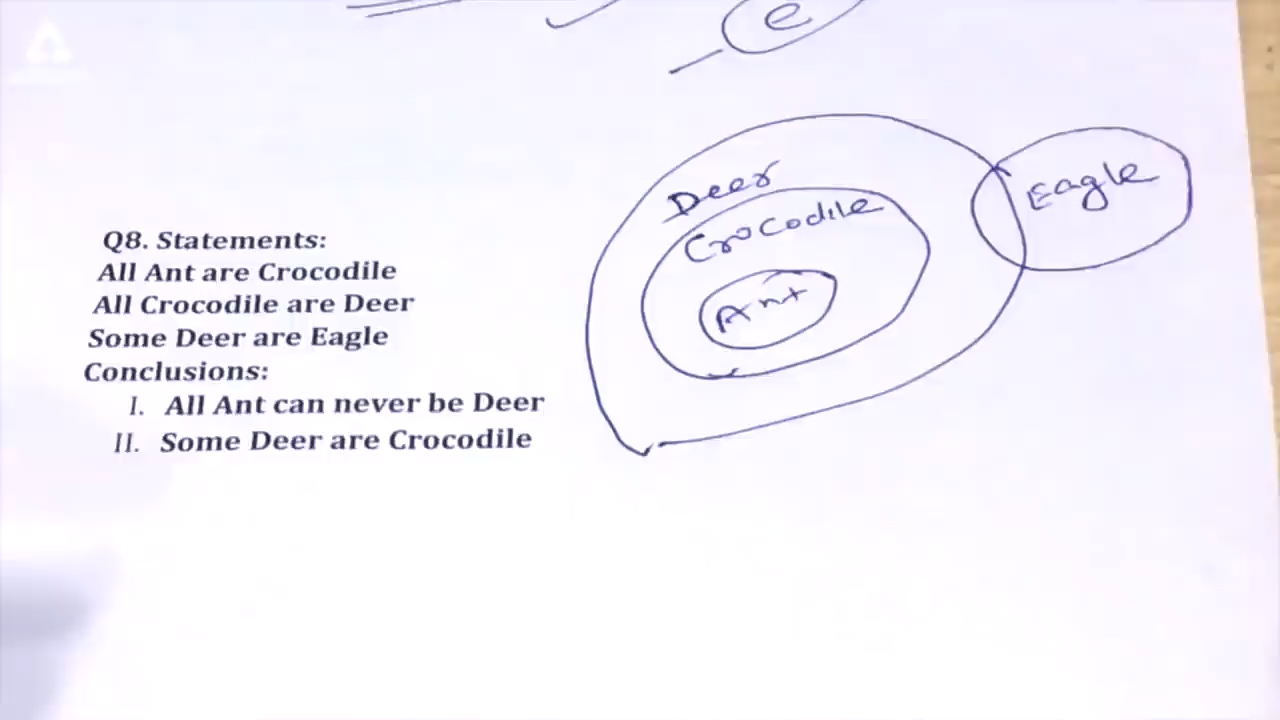 e
Deer
Crocodile
Ant
Eagle
Q8. Statements:
All Ant are Crocodile
All Crocodile are Deer
Some Deer are Eagle
Conclusions:
I. All Ant can never be Deer
II. Some Deer are Crocodile